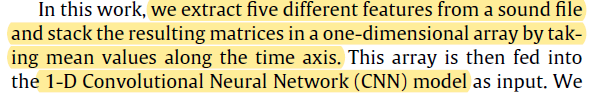 In this work, we extract five different features from a sound file
and stack the resulting matrices in a one-dimensional array by tak-
ing mean values along the time axis. This array is then fed into
the 1-D Convolutional Neural Network (CNN) model as input. We